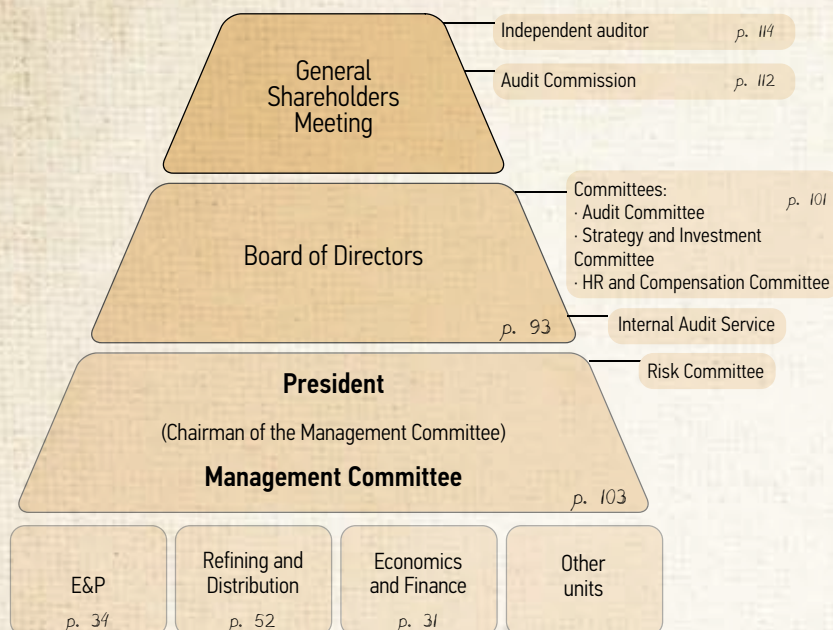 General
Shareholders
Meeting
Independent auditor p. 114
Audit Commission p. 112
Board of Directors
p. 93
Committees: p. 101
· Audit Committee
· Strategy and Investment
Committee
· HR and Compensation Committee
Internal Audit Service
President
(Chairman of the Management Committee)
Management Committee
p. 103
Risk Committee
E&P
p. 34
Refining and
Distribution
p. 52
Economics
and Finance
p. 31
Other
units